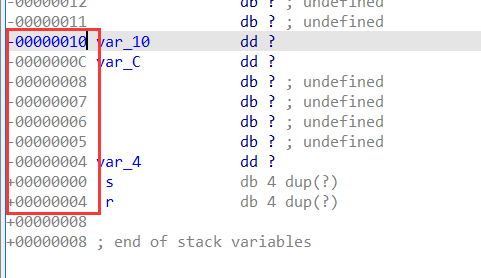 -00000012 db ? ; undefined
-00000011 db ? ; undefined
-00000010 var_10 dd ?
-0000000C var_C dd ?
-00000008 db ? ; undefined
-00000007 db ? ; undefined
-00000006 db ? ; undefined
-00000005 db ? ; undefined
-00000004 var_4 dd ?
+00000000 s db 4 dup(?)
+00000004 r db 4 dup(?)
+00000008
+00000008 ; end of stack variables